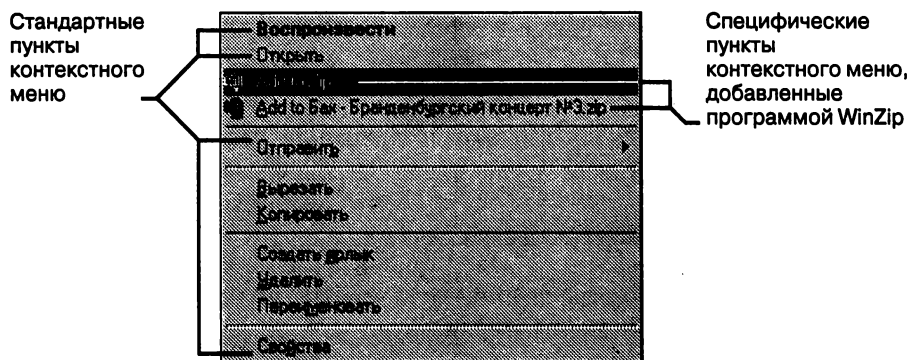 Стандартные
пункты
контекстного
меню
Воспроизвести
Открыть
Add to Бах - Бранденбургский концерт №3.zip
Отправить
Вырезать
Копировать
Создать ярлык
Удалить
Переименовать
Свойства
Специфические
пункты
контекстного меню,
добавленные
программой WinZip